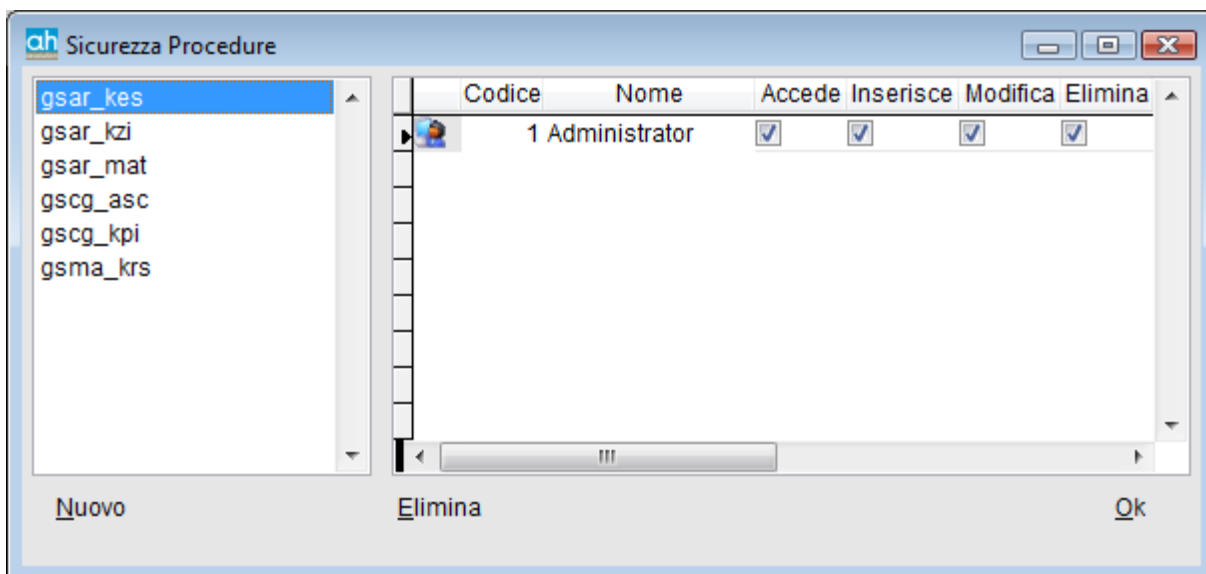 ah Sicurezza Procedure
gsar_kes
gsar_kzi
gsar_mat
gscg_asc
gscg_kpi
gsma_krs
Codice Nome Accede Inserisce Modifica Elimina
1 Administrator
Nuovo Elimina Ok